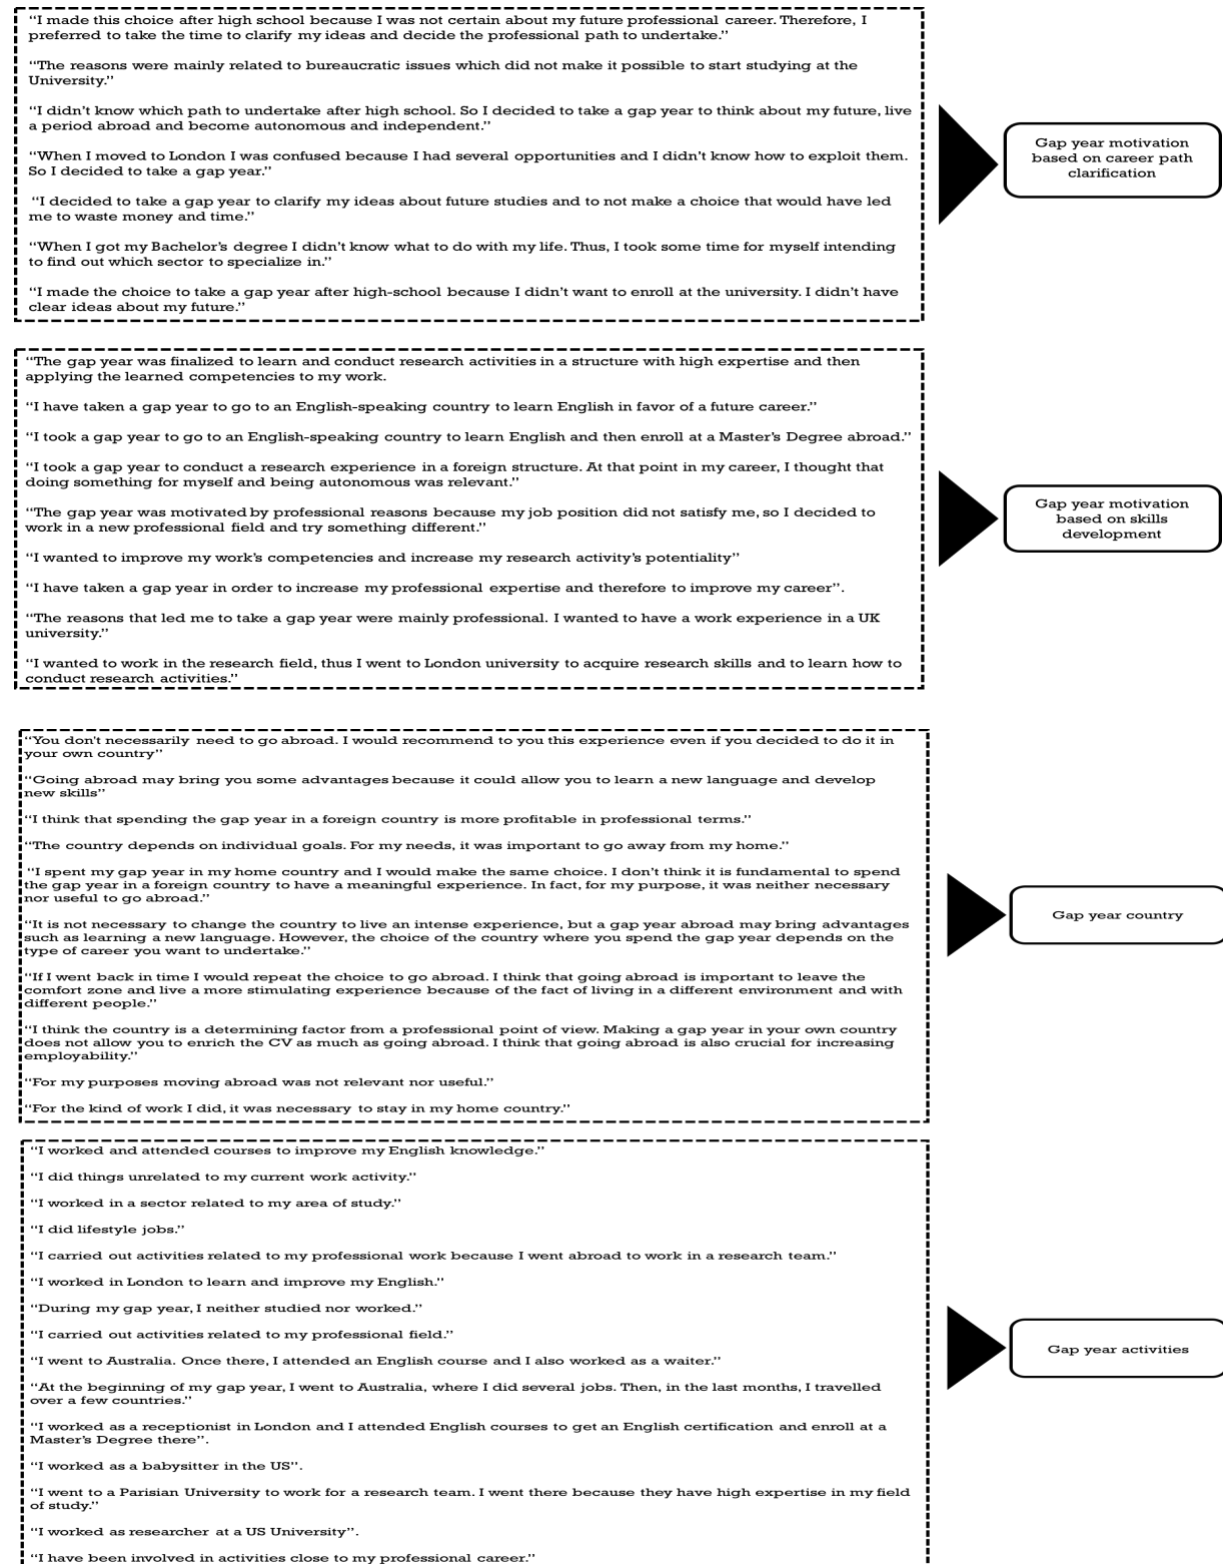 “I made this choice after high school because I was not certain about my future professional career. Therefore, I
preferred to take the time to clarify my ideas and decide the professional path to undertake.”
“The reasons were mainly related to bureaucratic issues which did not make it possible to start studying at the
University.”
“I didn’t know which path to undertake after high school. So I decided to take a gap year to think about my future, live
a period abroad and become autonomous and independent.”
“When I moved to London I was confused because I had several opportunities and I didn’t know how to exploit them.
So I decided to take a gap year.”
“I decided to take a gap year to clarify my ideas about future studies and to not make a choice that would have led
me to waste money and time.”
“When I got my Bachelor’s degree I didn’t know what to do with my life. Thus, I took some time for myself intending
to find out which sector to specialize in.”
“I made the choice to take a gap year after high-school because I didn’t want to enroll at the university. I didn’t have
clear ideas about my future.”
Gap year motivation
based on career path
clarification
“The gap year was finalized to learn and conduct research activities in a structure with high expertise and then
applying the learned competencies to my work.
“I have taken a gap year to go to an English-speaking country to learn English in favor of a future career.”
“I took a gap year to go to an English-speaking country to learn English and then enroll at a Master’s Degree abroad.”
“I took a gap year to conduct a research experience in a foreign structure. At that point in my career, I thought that
doing something for myself and being autonomous was relevant.”
“The gap year was motivated by professional reasons because my job position did not satisfy me, so I decided to
work in a new professional field and try something different.”
“I wanted to improve my work’s competencies and increase my research activity’s potentiality”
“I have taken a gap year in order to increase my professional expertise and therefore to improve my career”.
“The reasons that led me to take a gap year were mainly professional. I wanted to have a work experience in a UK
university.”
“I wanted to work in the research field, thus I went to London university to acquire research skills and to learn how to
conduct research activities.”
Gap year motivation
based on skills
development
“You don’t necessarily need to go abroad. I would recommend to you this experience even if you decided to do it in
your own country”
“Going abroad may bring you some advantages because it could allow you to learn a new language and develop
new skills”
“I think that spending the gap year in a foreign country is more profitable in professional terms.”
“The country depends on individual goals. For my needs, it was important to go away from my home.”
“I spent my gap year in my home country and I would make the same choice. I don’t think it is fundamental to spend
the gap year in a foreign country to have a meaningful experience. In fact, for my purpose, it was neither necessary
nor useful to go abroad.”
“It is not necessary to change the country to live an intense experience, but a gap year abroad may bring advantages
such as learning a new language. However, the choice of the country where you spend the gap year depends on the
type of career you want to undertake.”
“If I went back in time I would repeat the choice to go abroad. I think that going abroad is important to leave the
comfort zone and live a more stimulating experience because of the fact of living in a different environment and with
different people.”
“I think the country is a determining factor from a professional point of view. Making a gap year in your own country
does not allow you to enrich the CV as much as going abroad. I think that going abroad is also crucial for increasing
employability.”
“For my purposes moving abroad was not relevant nor useful.”
“For the kind of work I did, it was necessary to stay in my home country.”
Gap year country
“I worked and attended courses to improve my English knowledge.”
“I did things unrelated to my current work activity.”
“I worked in a sector related to my area of study.”
“I did lifestyle jobs.”
“I carried out activities related to my professional work because I went abroad to work in a research team.”
“I worked in London to learn and improve my English.”
“During my gap year, I neither studied nor worked.”
“I carried out activities related to my professional field.”
“I went to Australia. Once there, I attended an English course and I also worked as a waiter.”
“At the beginning of my gap year, I went to Australia, where I did several jobs. Then, in the last months, I travelled
over a few countries.”
“I worked as a receptionist in London and I attended English courses to get an English certification and enroll at a
Master’s Degree there”.
“I worked as a babysitter in the US”.
“I went to a Parisian University to work for a research team. I went there because they have high expertise in my field
of study.”
“I worked as researcher at a US University”.
“I have been involved in activities close to my professional career.”
Gap year activities